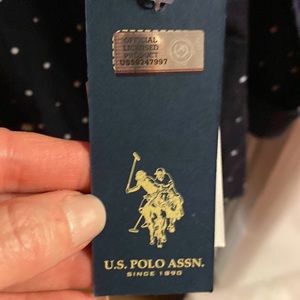 OFFICIAL
LICENSED
PRODUCT
US59247997
U.S. POLO ASSN.
SINCE 1890